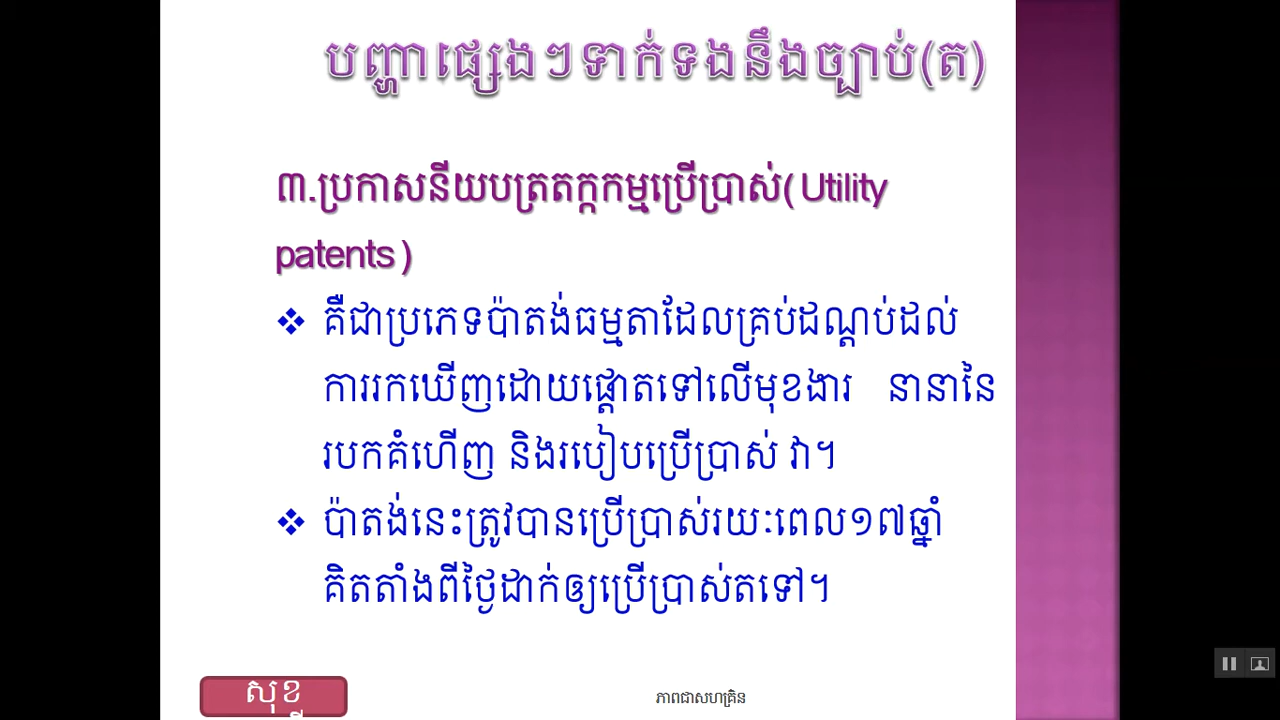 បញ្ហាផ្សេងៗទាក់ទងនឹងច្បាប់(ត)
៣.ប្រកាសនីយបត្រតក្កកម្មប្រើប្រាស់( Utility
patents )
❖ គឺជាប្រភេទប៉ាតង់ធម្មតាដែលគ្រប់ដណ្តប់ដល់
ការរកឃើញដោយផ្តោតទៅលើមុខងារ នានានៃ
របកគំហើញ និងរបៀបប្រើប្រាស់ វា។
❖ ប៉ាតង់នេះត្រូវបានប្រើប្រាស់រយៈពេល១៧ឆ្នាំ
គិតតាំងពីថ្ងៃដាក់ឲ្យប្រើប្រាស់តទៅ។
សុខ
ភាពជាសហគ្រិន